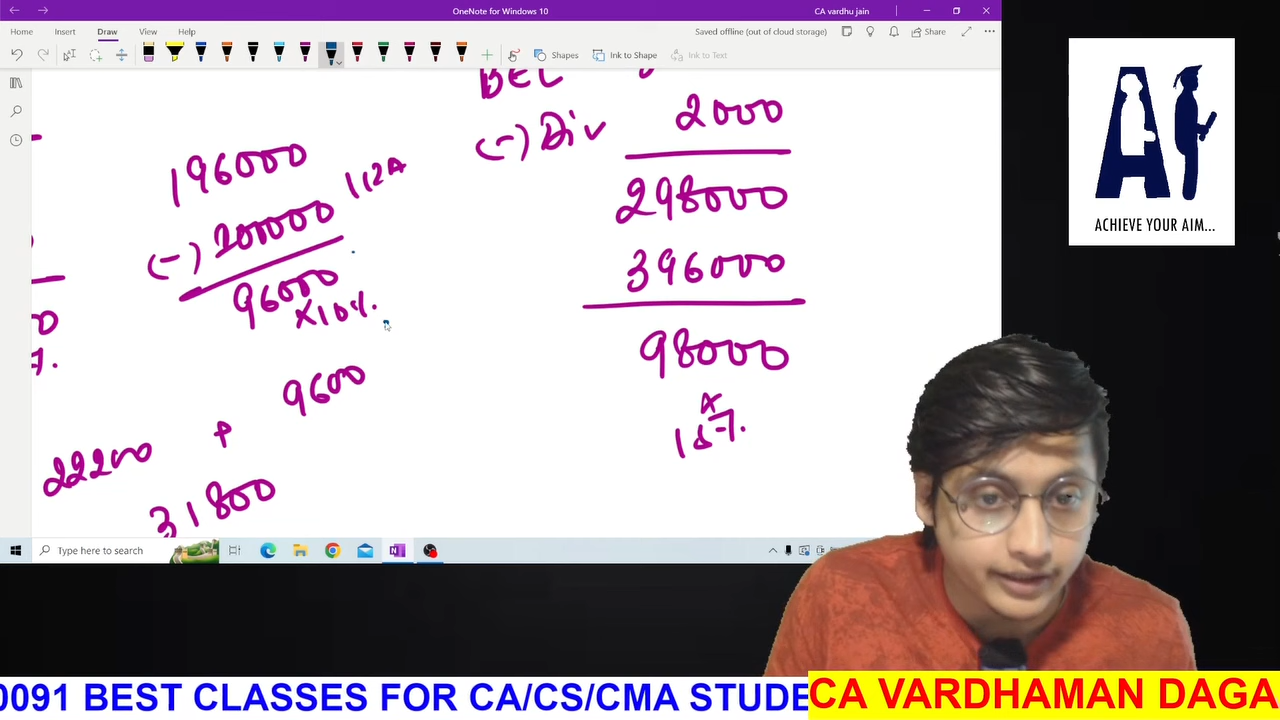 OneNote for Windows 10
CA vardhu jain
Home Insert Draw View Help
Saved offline (out of cloud storage)
Share
Shapes
Ink to Shape
Ink to Text
BEL
2000
(-) Div
298000
396000
98000
x
15%
196000
(-) 200000 112A
96000
x10%.
9600
22200 +
31800
Type here to search
ACHIEVE YOUR AIM...
0091 BEST CLASSES FOR CA/CS/CMA STUDE
CA VARDHAMAN DAGA